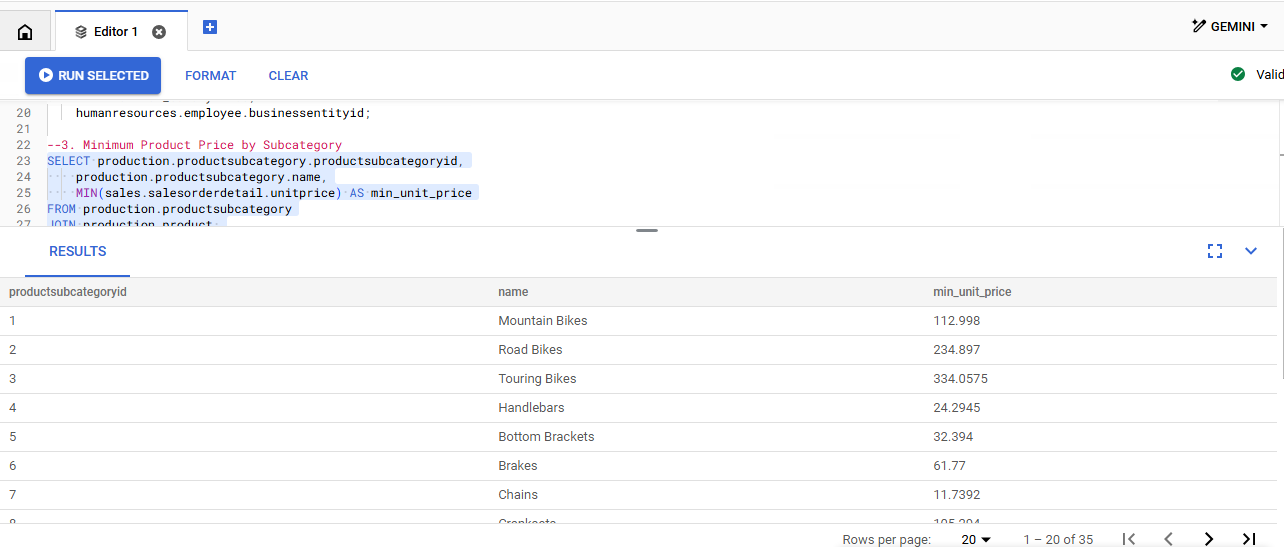 Editor 1
GEMINI
RUN SELECTED FORMAT CLEAR
Valid
20 humanresources.employee.businessentityid;
21
22 --3. Minimum Product Price by Subcategory
23 SELECT production.productsubcategory.productsubcategoryid,
24 production.productsubcategory.name,
25 MIN(sales.salesorderdetail.unitprice) AS min_unit_price
26 FROM production.productsubcategory
27 JOIN production.product
RESULTS
productsubcategoryid name min_unit_price
1 Mountain Bikes 112.998
2 Road Bikes 234.897
3 Touring Bikes 334.0575
4 Handlebars 24.2945
5 Bottom Brackets 32.394
6 Brakes 61.77
7 Chains 11.7392
8 Cranksets 105.294
Rows per page: 20 1 – 20 of 35